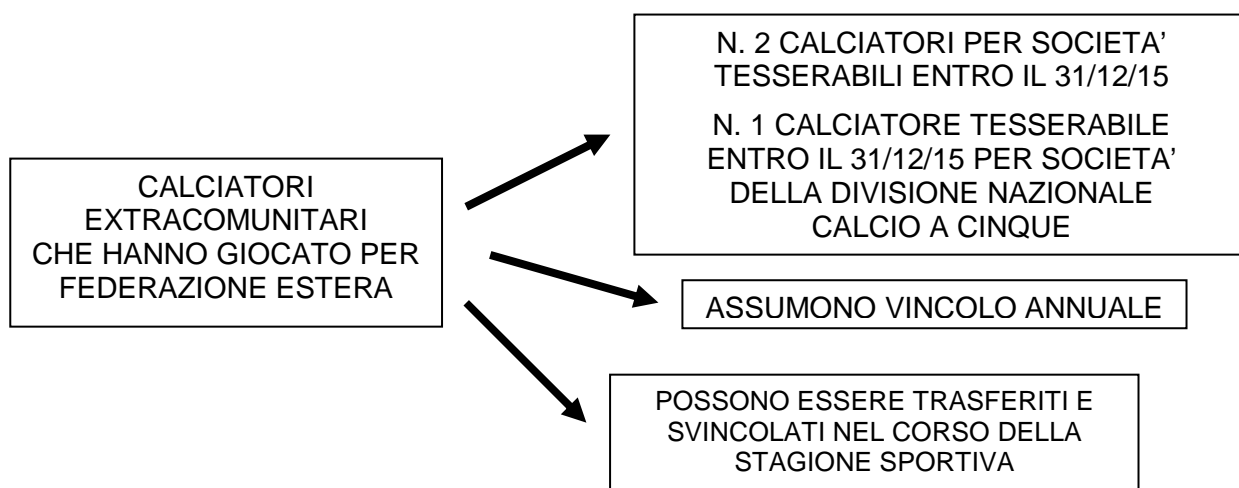 CALCIATORI
EXTRACOMUNITARI
CHE HANNO GIOCATO PER
FEDERAZIONE ESTERA
N. 2 CALCIATORI PER SOCIETA’
TESSERABILI ENTRO IL 31/12/15
N. 1 CALCIATORE TESSERABILE
ENTRO IL 31/12/15 PER SOCIETA’
DELLA DIVISIONE NAZIONALE
CALCIO A CINQUE
ASSUMONO VINCOLO ANNUALE
POSSONO ESSERE TRASFERITI E
SVINCOLATI NEL CORSO DELLA
STAGIONE SPORTIVA